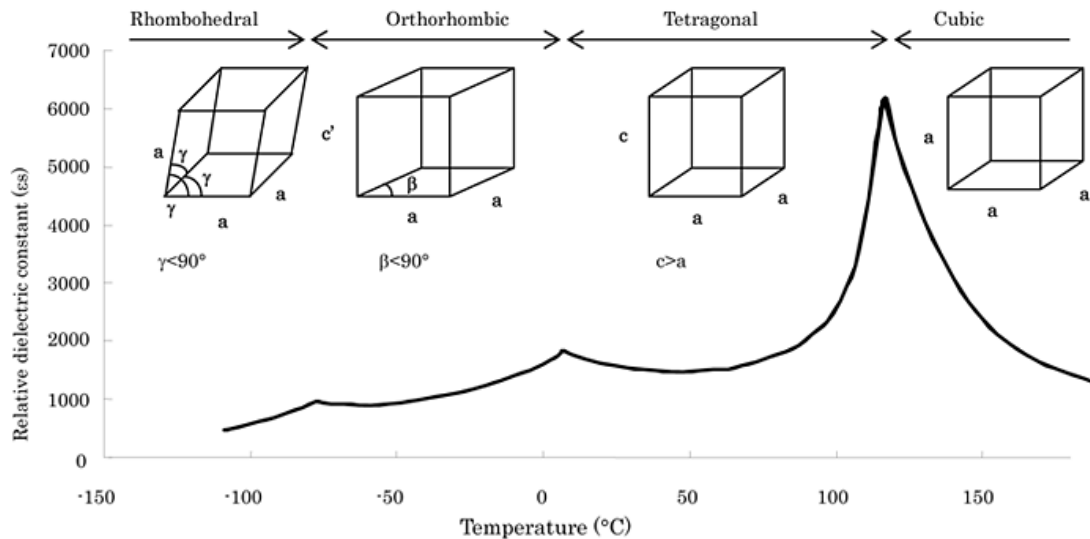 Rhombohedral Orthorhombic Tetragonal Cubic
7000
6000
5000
4000
3000
2000
1000
0
Relative dielectric constant (εs)
a γ γ γ a a
γ<90°
c' β a a
β<90°
c a a
c>a
a a a
-150 -100 -50 0 50 100 150
Temperature (°C)